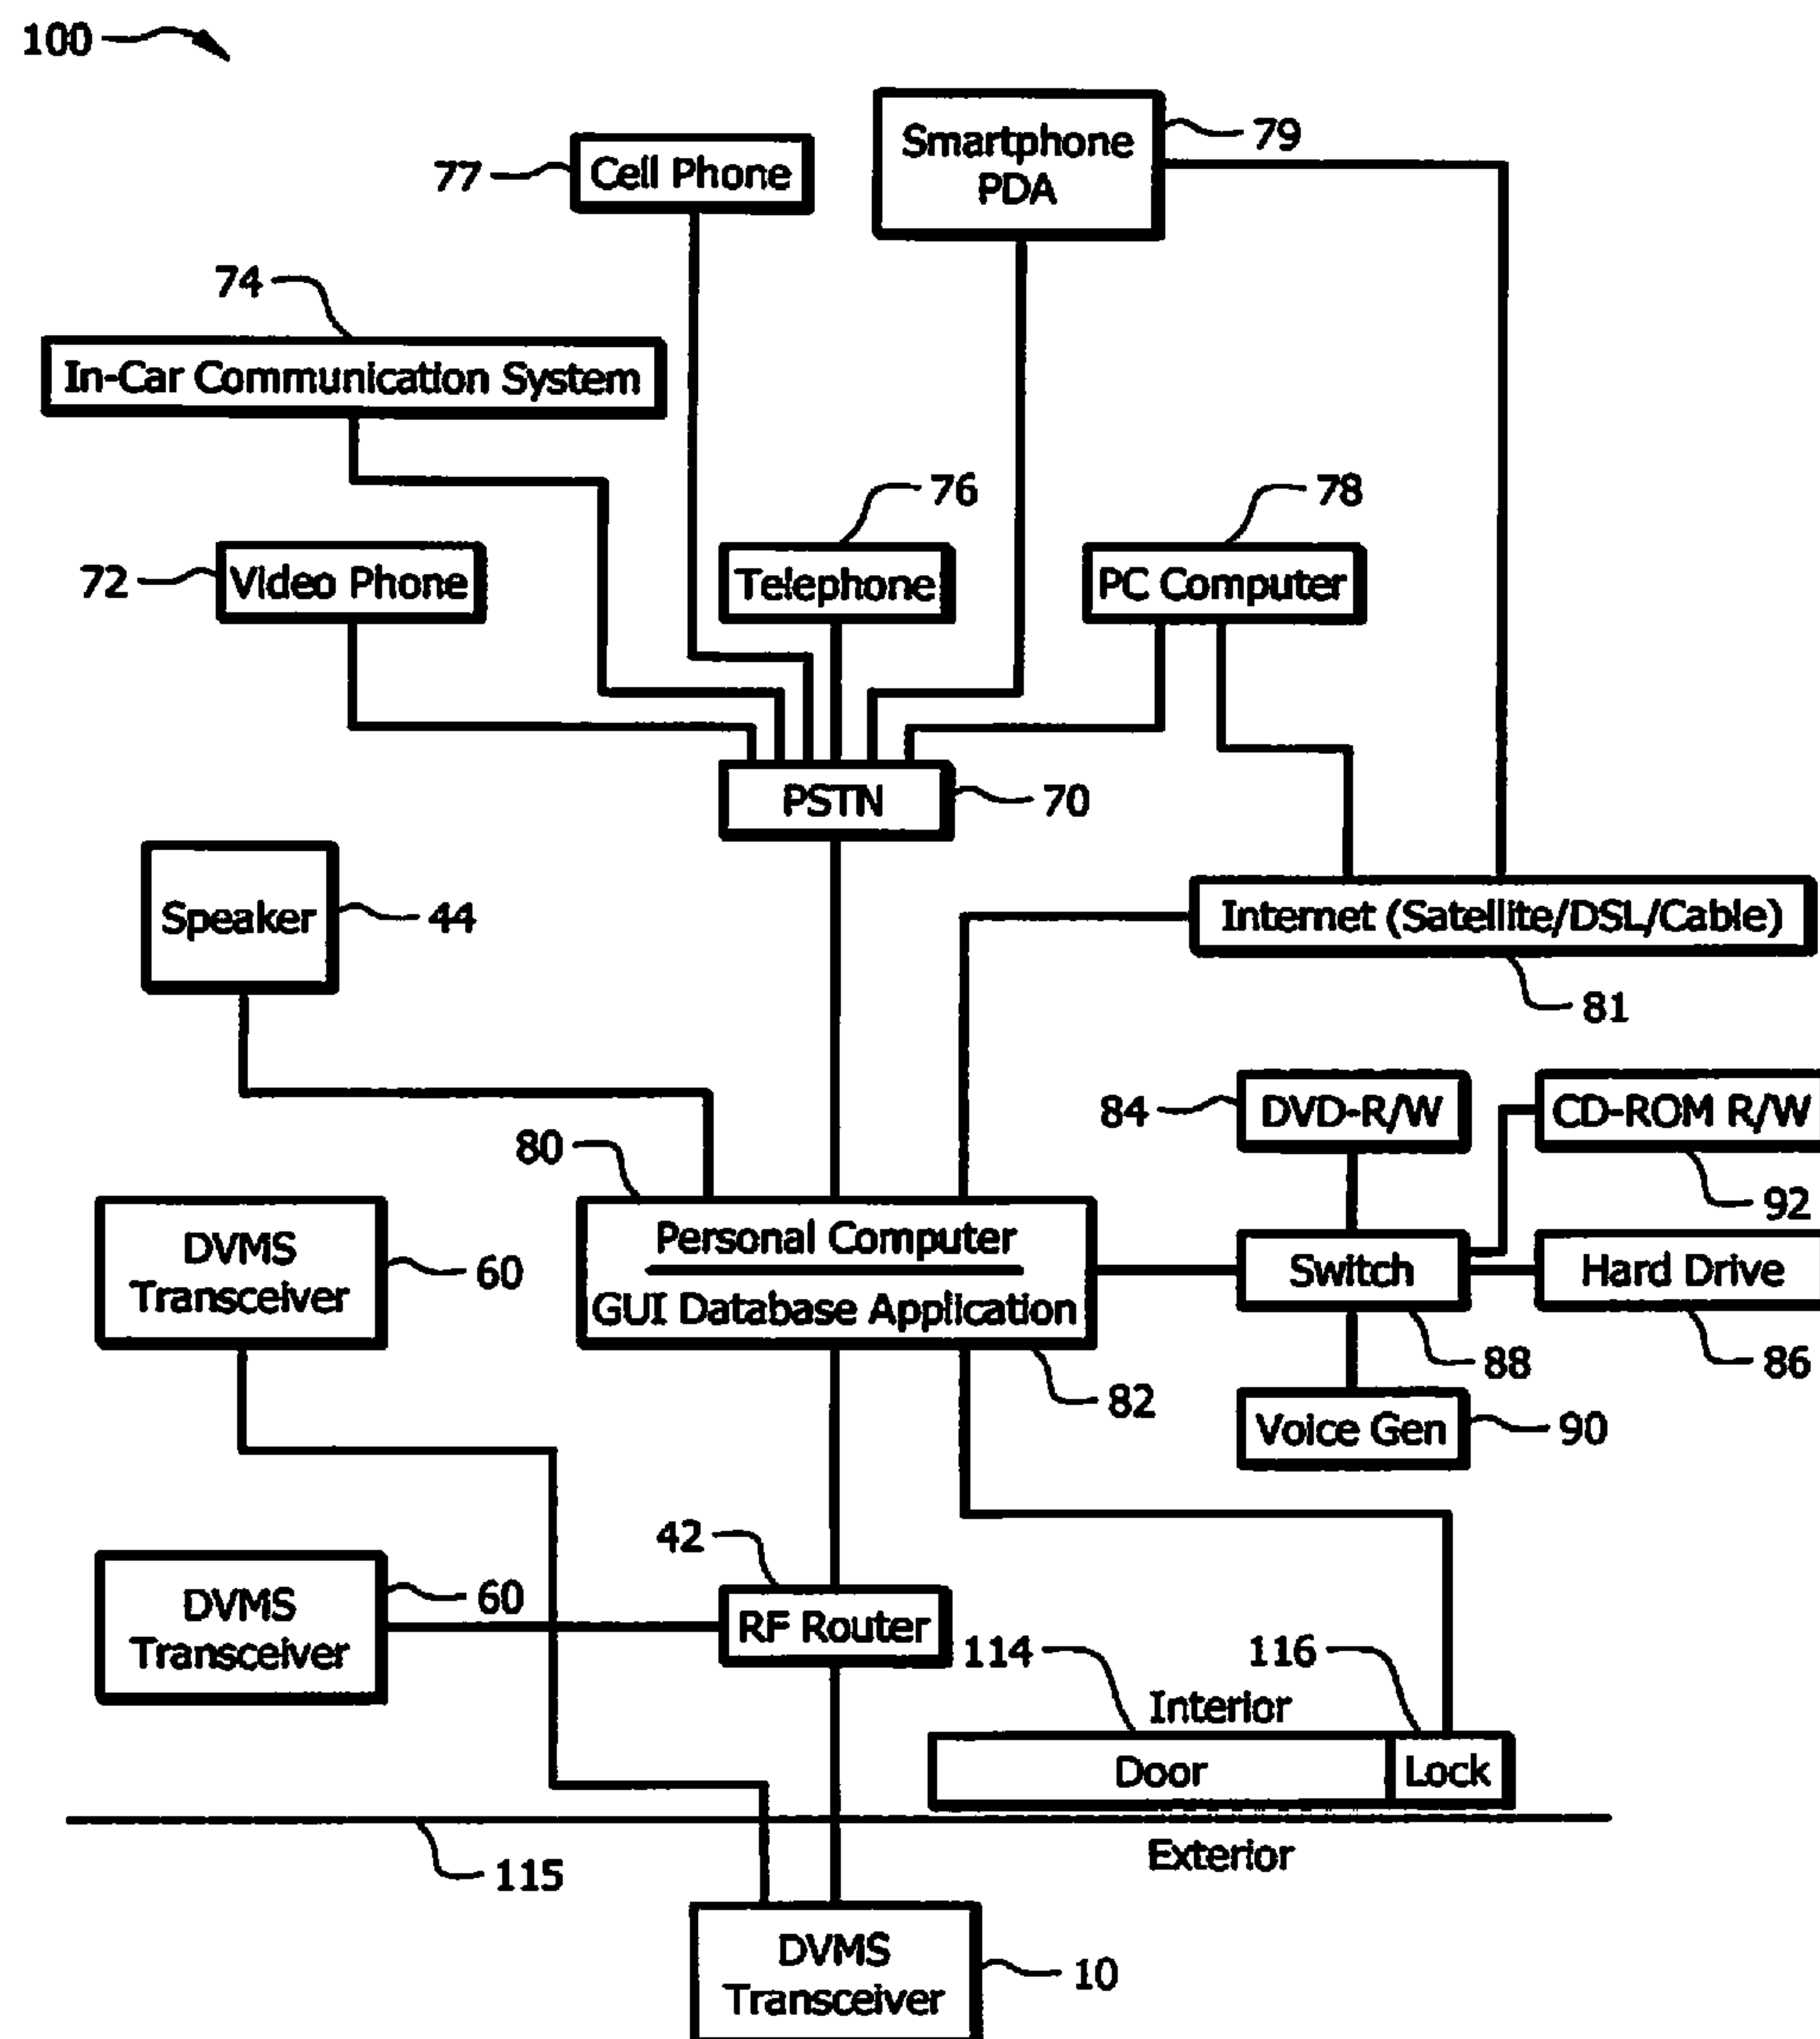 100
79
Smartphone
PDA
77
Cell Phone
74
In-Car Communication System
76
78
72
Video Phone
Telephone
PC Computer
PSTN
70
Speaker
44
Internet (Satellite/DSL/Cable)
81
84
DVD-R/W
CD-ROM R/W
80
92
DVMS
Transceiver
60
Personal Computer
GUI Database Application
Switch
Hard Drive
88
86
82
Voice Gen
90
42
DVMS
Transceiver
60
RF Router
114
116
Interior
Door
Lock
Exterior
115
DVMS
Transceiver
10